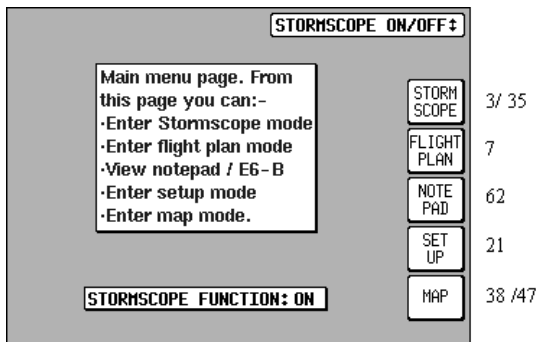 STORMSCOPE ON/OFF↕
Main menu page. From
this page you can:-
·Enter Stormscope mode
·Enter flight plan mode
·View notepad / E6-B
·Enter setup mode
·Enter map mode.
STORM
SCOPE
3/ 35
FLIGHT
PLAN
7
NOTE
PAD
62
SET
UP
21
MAP
38 /47
STORMSCOPE FUNCTION: ON